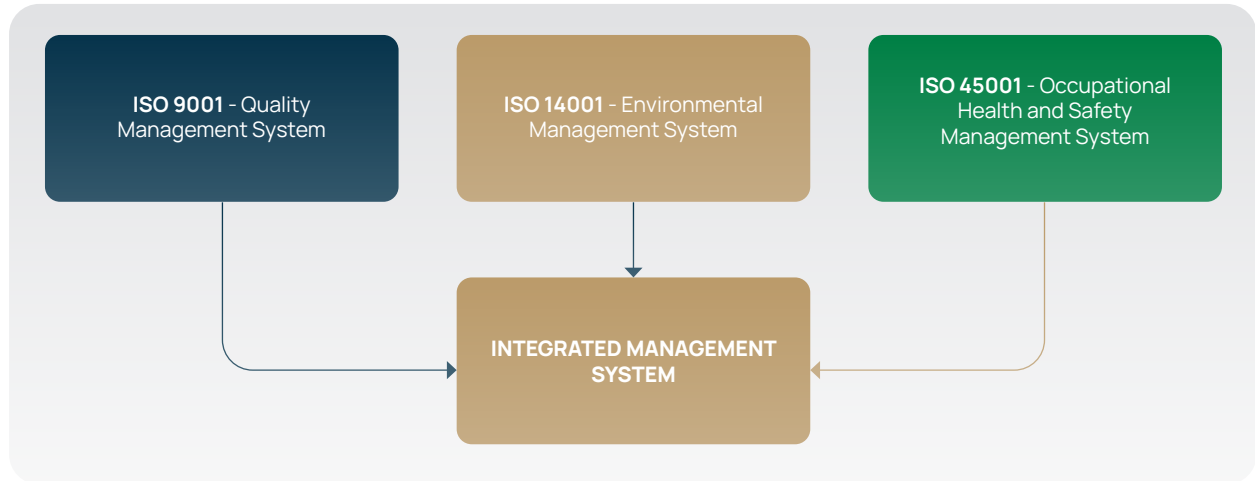 ISO 9001 - Quality
Management System
ISO 14001 - Environmental
Management System
ISO 45001 - Occupational
Health and Safety
Management System
INTEGRATED MANAGEMENT
SYSTEM